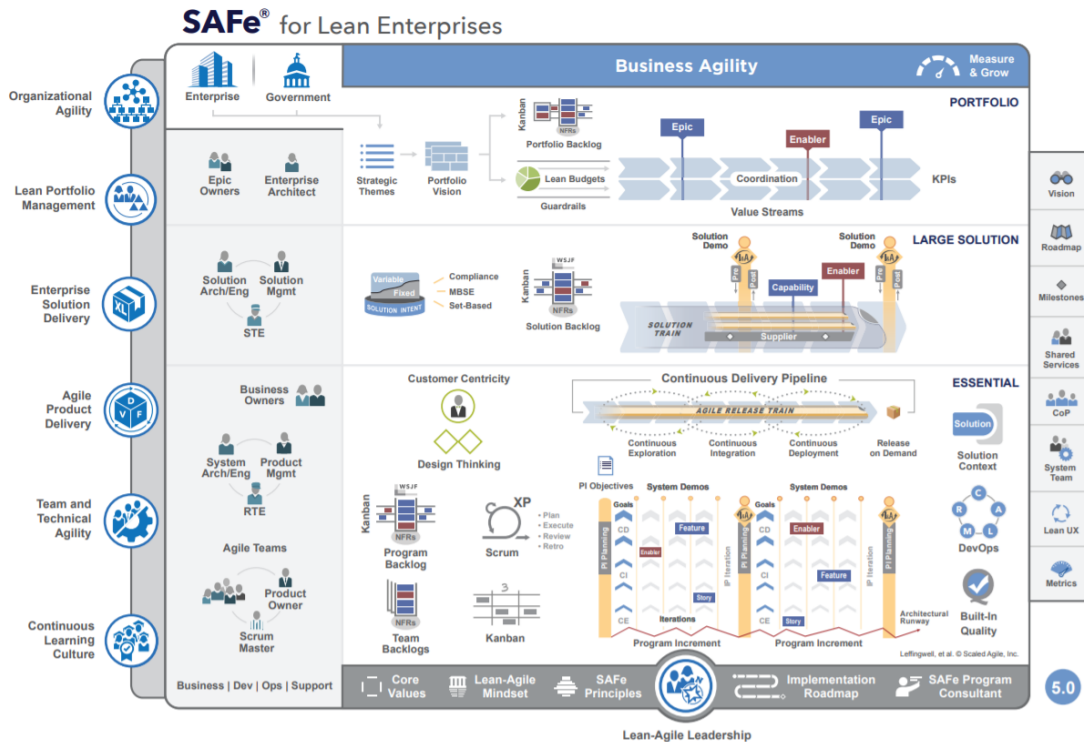 SAFe® for Lean Enterprises
Organizational
Agility
Lean Portfolio
Management
Enterprise
Solution
Delivery
Agile
Product
Delivery
Team and
Technical
Agility
Continuous
Learning
Culture
Enterprise
Government
Business Agility
Measure
& Grow
Epic
Owners
Enterprise
Architect
Strategic
Themes
Portfolio
Vision
Kanban
NFRs
Portfolio Backlog
Lean Budgets
Guardrails
PORTFOLIO
Epic
Enabler
Epic
Coordination
KPIs
Value Streams
Solution
Arch/Eng
Solution
Mgmt
STE
Variable
Fixed
SOLUTION INTENT
Compliance
MBSE
Set-Based
Kanban
WSJF
NFRs
Solution Backlog
Solution
Demo
Solution
Demo
LARGE SOLUTION
I&A
I&A
Pre
Post
Pre
Post
Enabler
Capability
SOLUTION
TRAIN
Supplier
Business
Owners
System
Arch/Eng
Product
Mgmt
RTE
Agile Teams
Product
Owner
Scrum
Master
Business | Dev | Ops | Support
Customer Centricity
Design Thinking
Kanban
WSJF
NFRs
Program
Backlog
XP
• Plan
• Execute
• Review
• Retro
Scrum
NFRs
Team
Backlogs
3
Kanban
Continuous Delivery Pipeline
ESSENTIAL
AGILE RELEASE TRAIN
Continuous
Exploration
Continuous
Integration
Continuous
Deployment
Release
on Demand
PI Objectives
Goals
System Demos
Goals
System Demos
PI Planning
CD
CI
CE
Enabler
Feature
Story
Iterations
IP Iteration
I&A
PI Planning
CD
CI
CE
Enabler
Feature
Story
IP Iteration
I&A
PI Planning
Program Increment
Program Increment
Architectural
Runway
Solution
Solution
Context
C
A
L
M
R
DevOps
Built-In
Quality
Leffingwell, et al. © Scaled Agile, Inc.
Core
Values
Lean-Agile
Mindset
SAFe
Principles
Implementation
Roadmap
SAFe Program
Consultant
Lean-Agile Leadership
Vision
Roadmap
Milestones
Shared
Services
CoP
System
Team
Lean UX
Metrics
XL
D
V
F
5.0